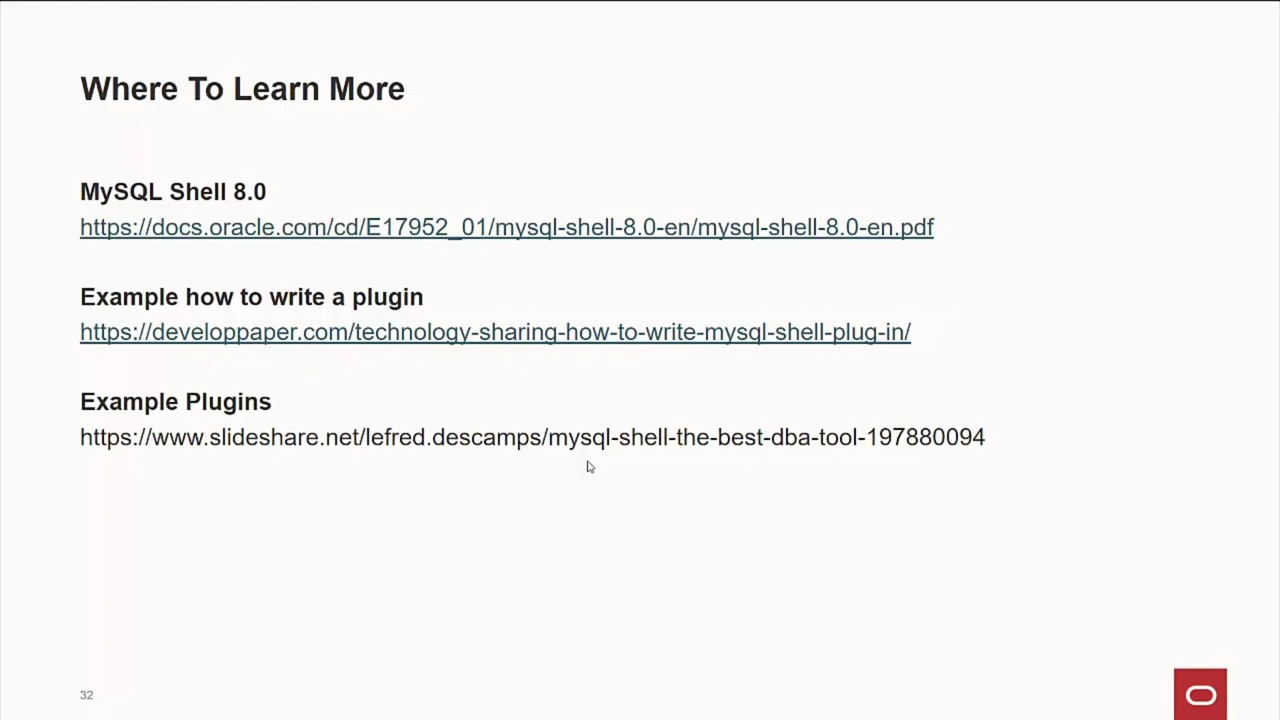 Where To Learn More
MySQL Shell 8.0
https://docs.oracle.com/cd/E17952_01/mysql-shell-8.0-en/mysql-shell-8.0-en.pdf
Example how to write a plugin
https://developpaper.com/technology-sharing-how-to-write-mysql-shell-plug-in/
Example Plugins
https://www.slideshare.net/lefred.descamps/mysql-shell-the-best-dba-tool-197880094
32